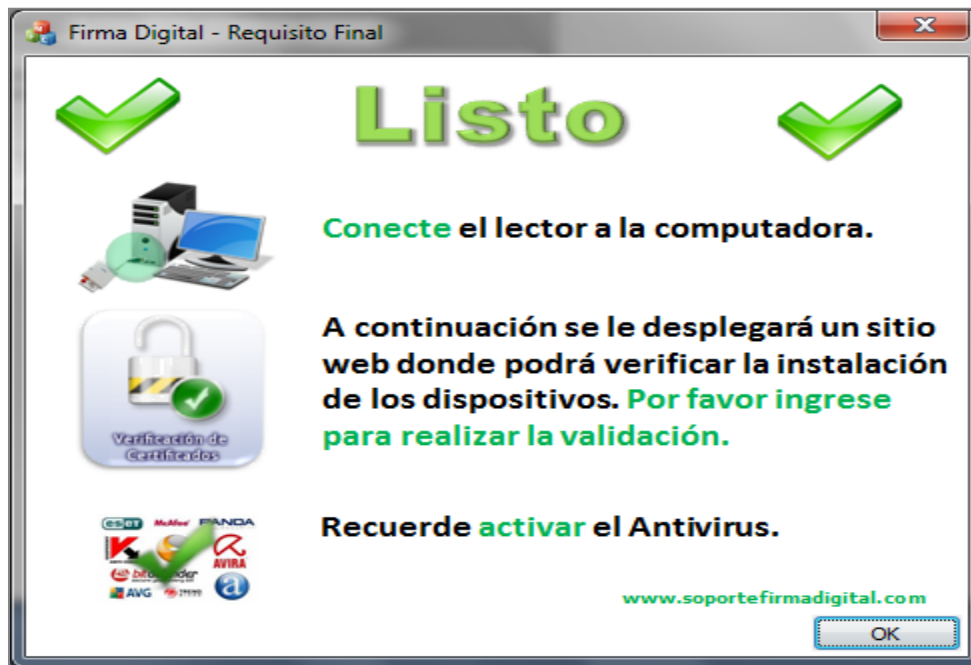 Firma Digital - Requisito Final
Listo
Conecte el lector a la computadora.
A continuación se le desplegará un sitio
web donde podrá verificar la instalación
de los dispositivos. Por favor ingrese
para realizar la validación.
Verificación de
Certificados
Recuerde activar el Antivirus.
eseT McAfee PANDA
AVIRA
AVG
www.soportefirmadigital.com
OK